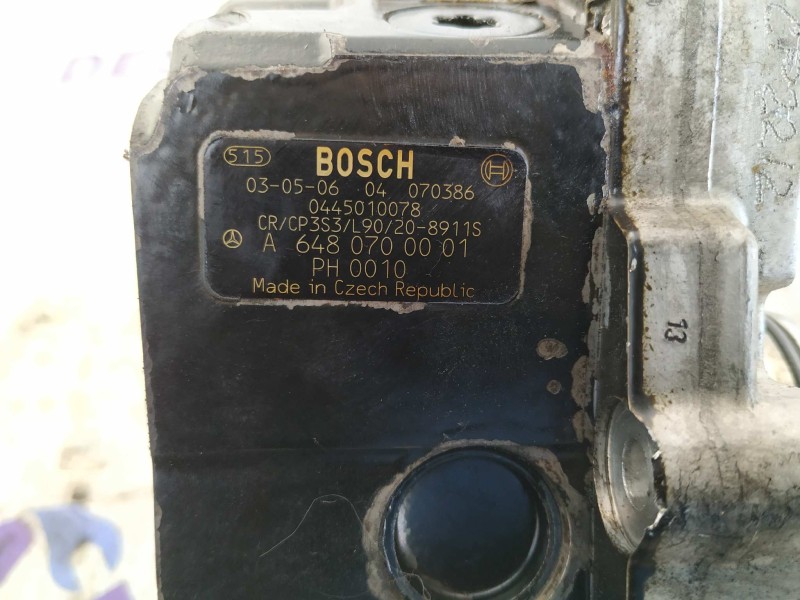 515 BOSCH
03-05-06 04 070386
0445010078
CR/CP3S3/L90/20-8911S
A 648 070 00 01
PH 0010
Made in Czech Republic
13